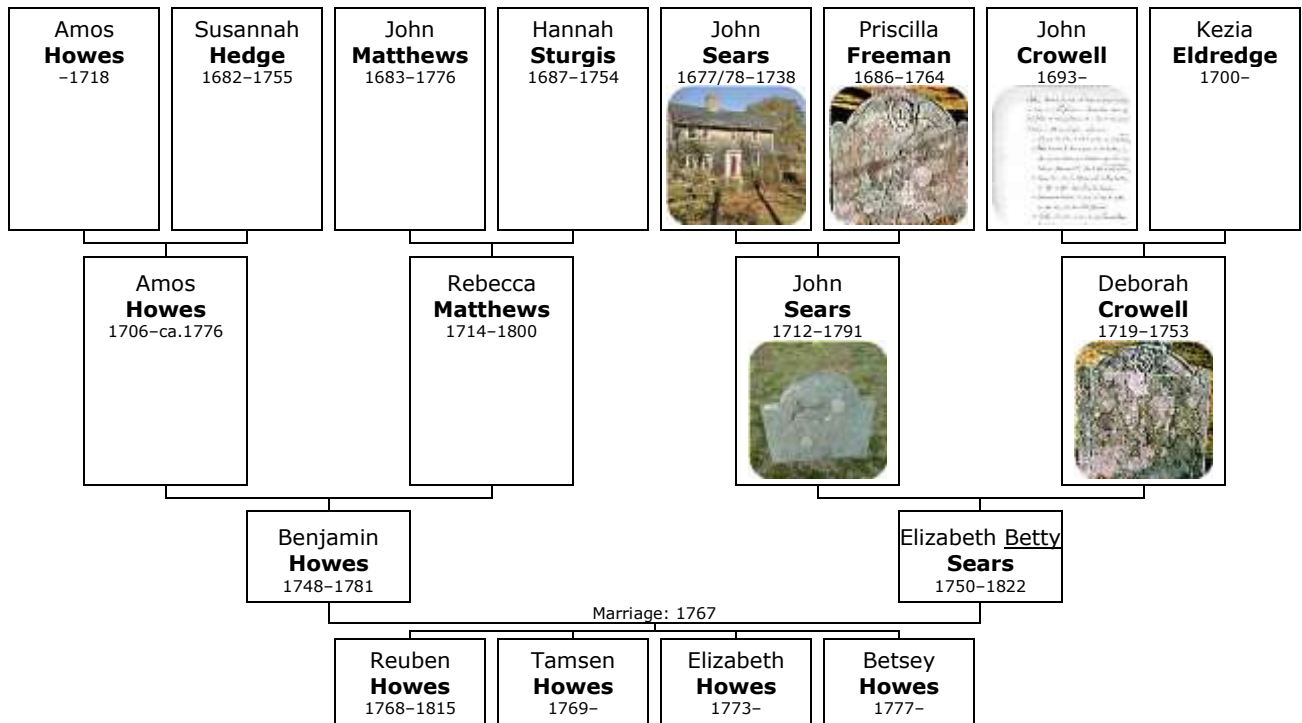 Amos
Howes
–1718
Susannah
Hedge
1682–1755
John
Matthews
1683–1776
Hannah
Sturgis
1687–1754
John
Sears
1677/78–1738
Priscilla
Freeman
1686–1764
John
Crowell
1693–
Kezia
Eldredge
1700–
Amos
Howes
1706–ca.1776
Rebecca
Matthews
1714–1800
John
Sears
1712–1791
Deborah
Crowell
1719–1753
Benjamin
Howes
1748–1781
Elizabeth Betty
Sears
1750–1822
Marriage: 1767
Reuben
Howes
1768–1815
Tamsen
Howes
1769–
Elizabeth
Howes
1773–
Betsey
Howes
1777–